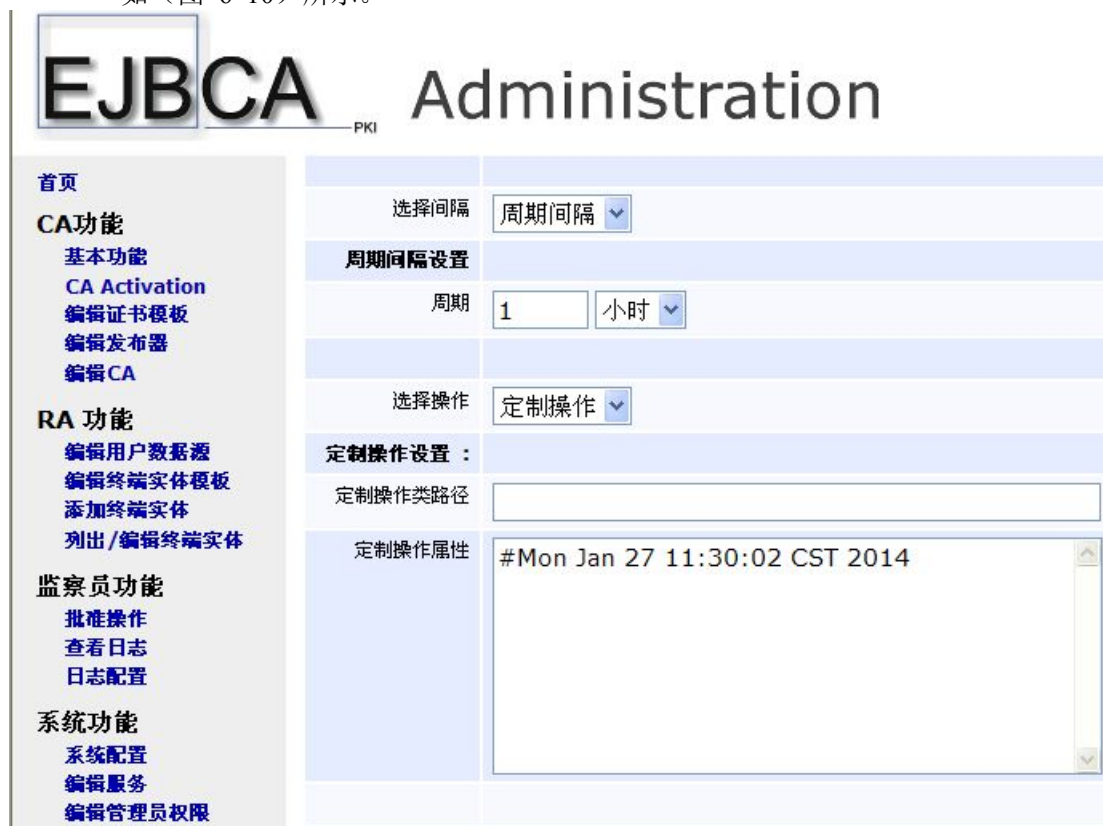 EJBCA PKI Administration
首页
CA功能
基本功能
CA Activation
编辑证书模板
编辑发布器
编辑CA
RA 功能
编辑用户数据源
编辑终端实体模板
添加终端实体
列出/编辑终端实体
监察员功能
批准操作
查看日志
日志配置
系统功能
系统配置
编辑服务
编辑管理员权限
选择间隔 周期间隔
周期间隔设置
周期 1 小时
选择操作 定制操作
定制操作设置 :
定制操作类路径
定制操作属性 #Mon Jan 27 11:30:02 CST 2014